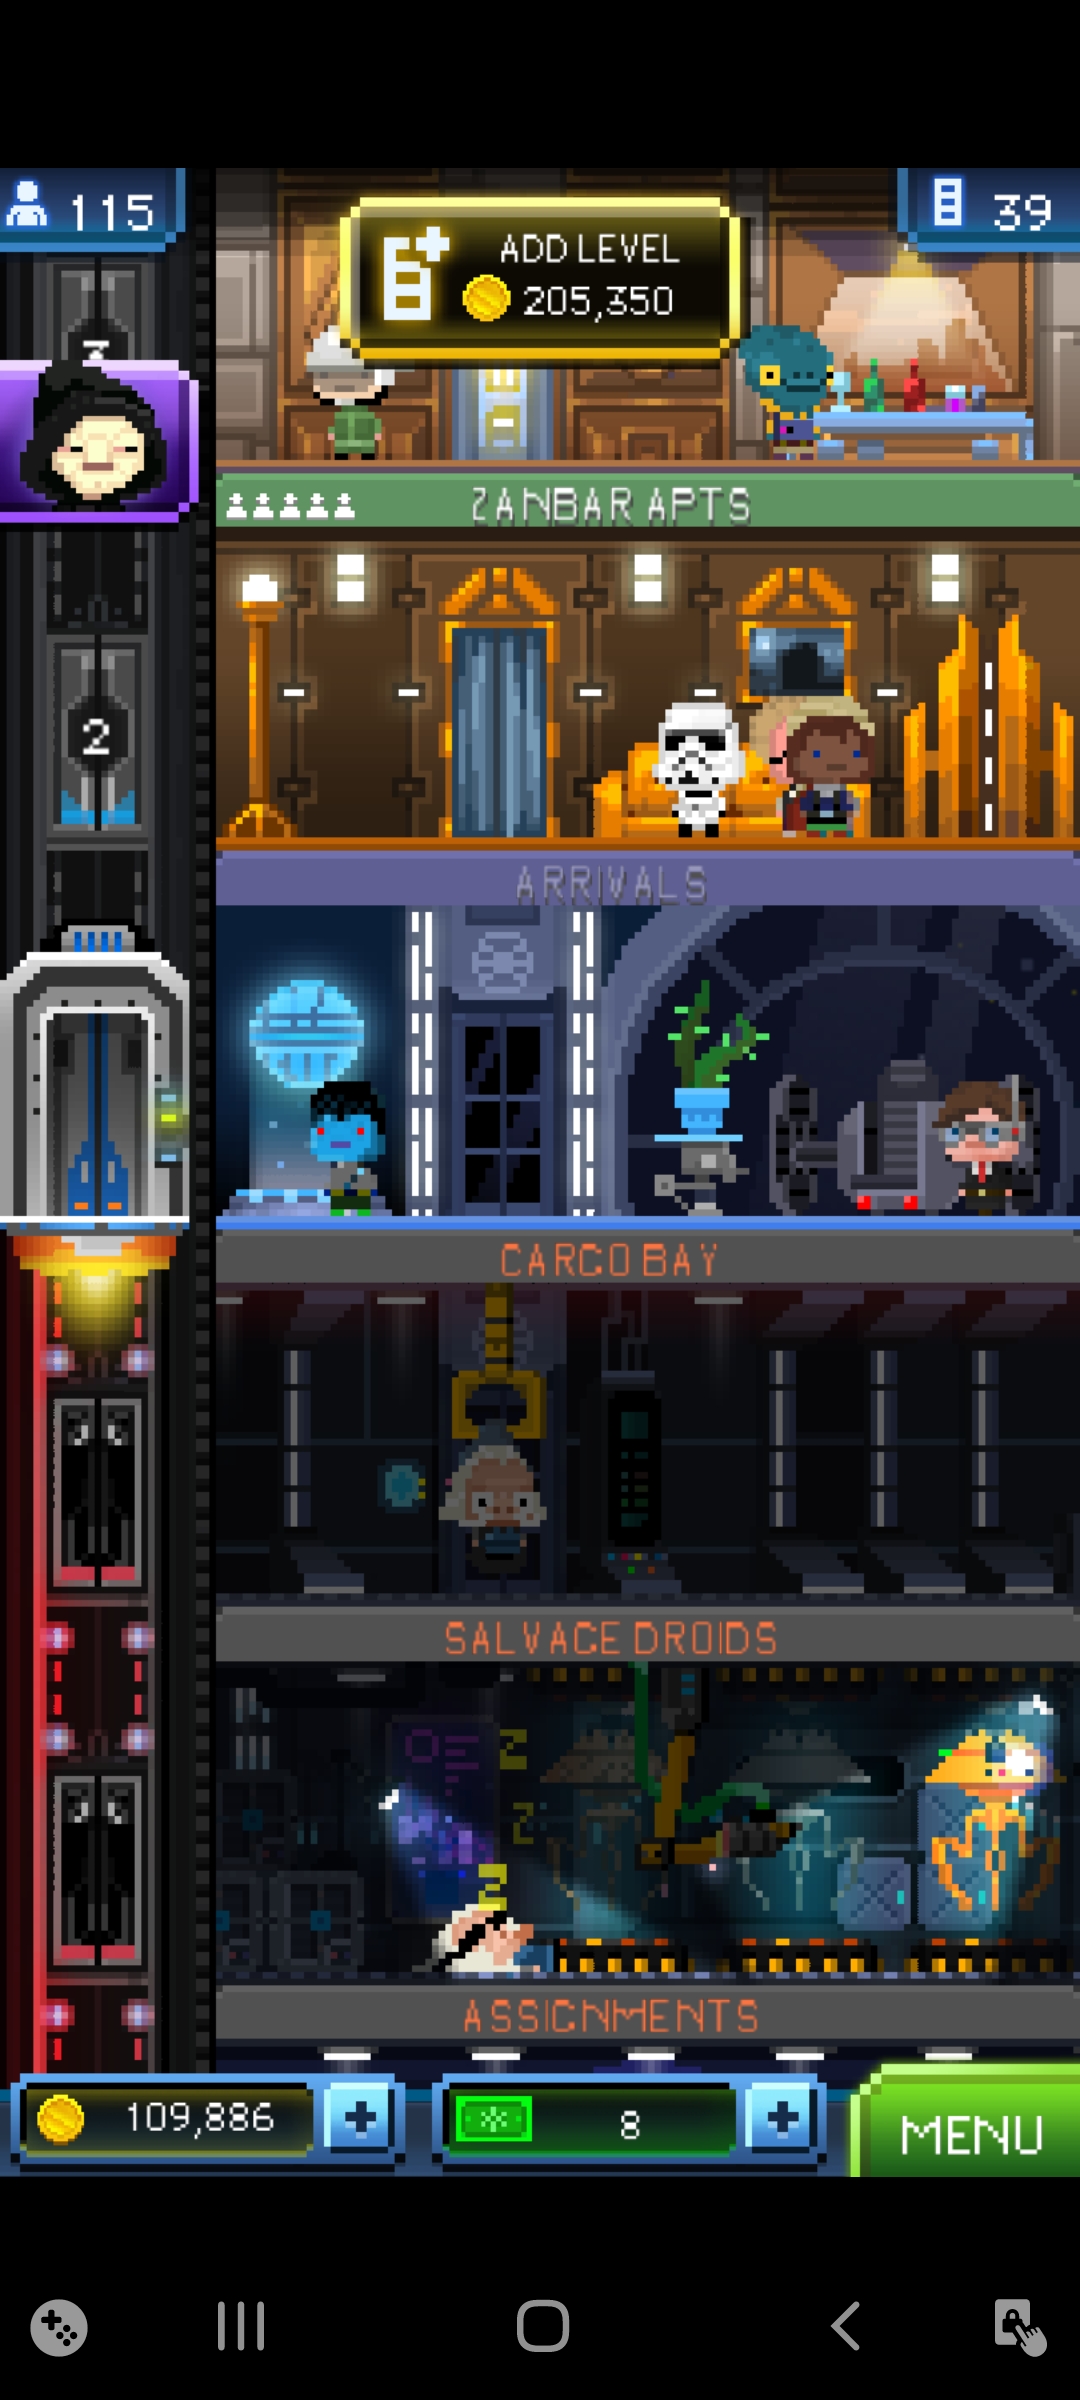 115
39
ADD LEVEL
205,350
3
ZANBAR APTS
2
ARRIVALS
CARGO BAY
SALVAGE DROIDS
Z
Z
Z
ASSIGNMENTS
109,886
8
MENU